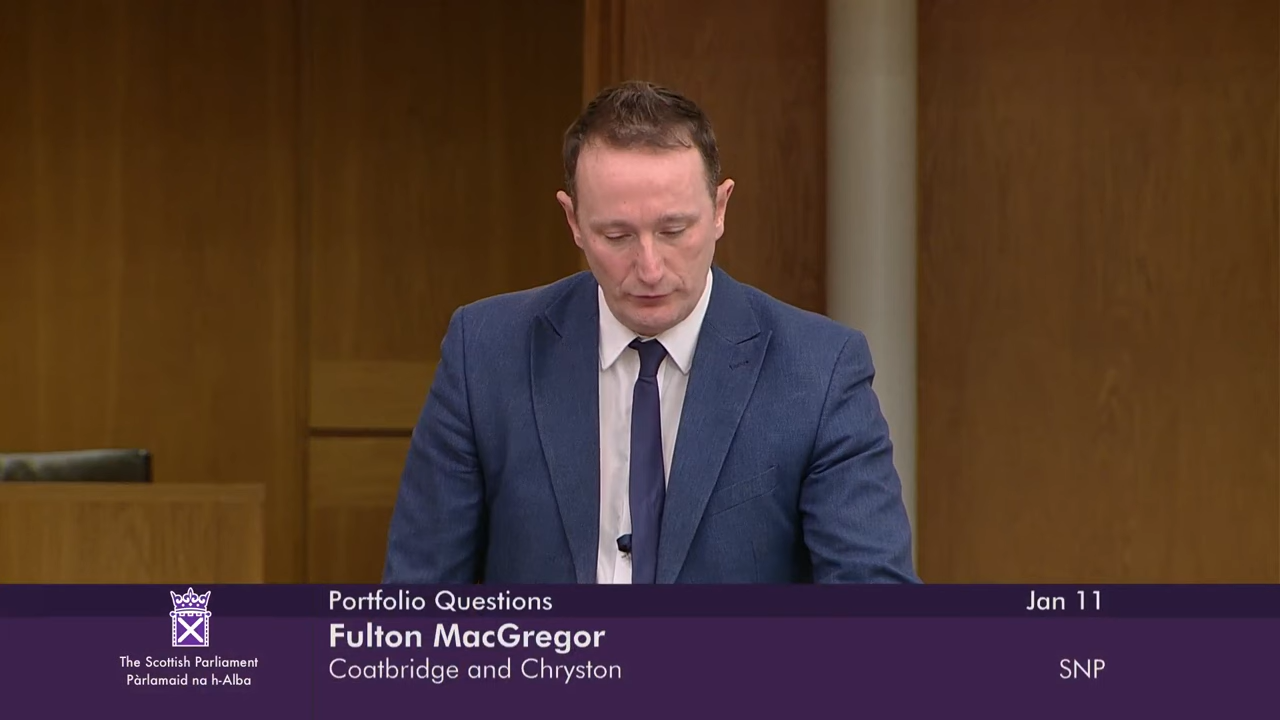 Portfolio Questions
Jan 11
Fulton MacGregor
Coatbridge and Chryston
SNP
The Scottish Parliament
Pàrlamaid na h-Alba